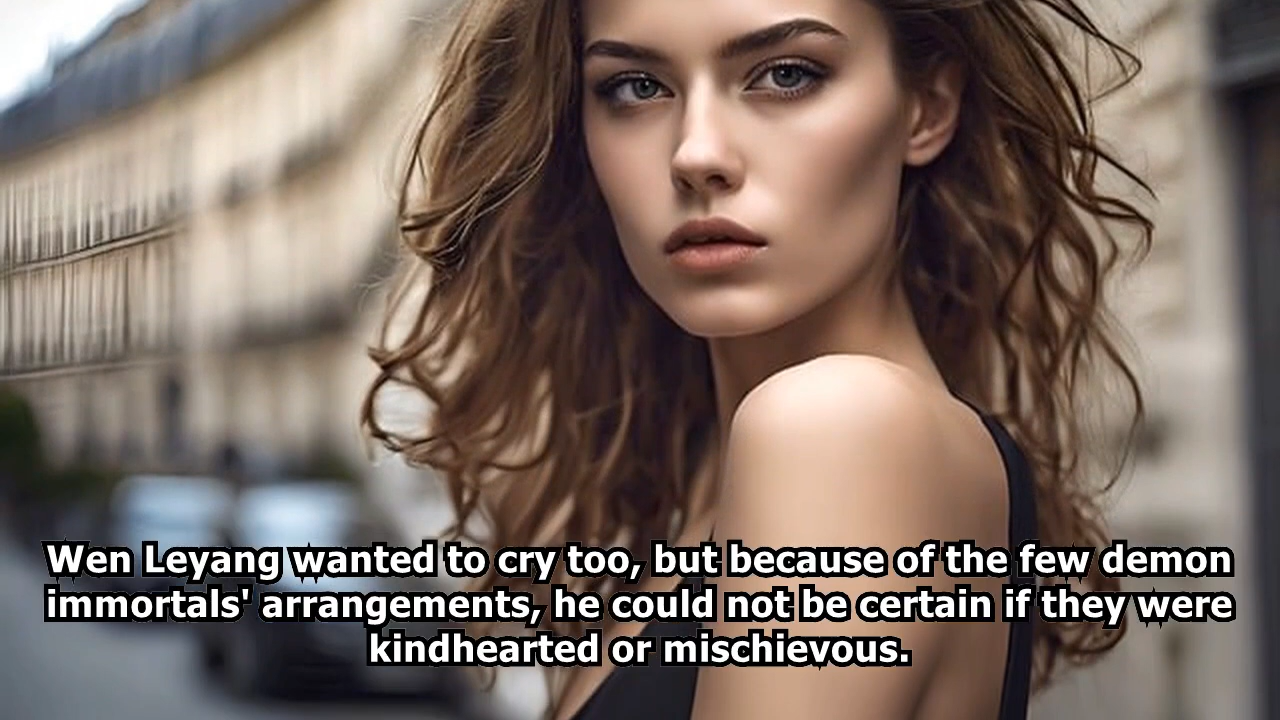 Wen Leyang wanted to cry too, but because of the few demon
immortals' arrangements, he could not be certain if they were
kindhearted or mischievous.